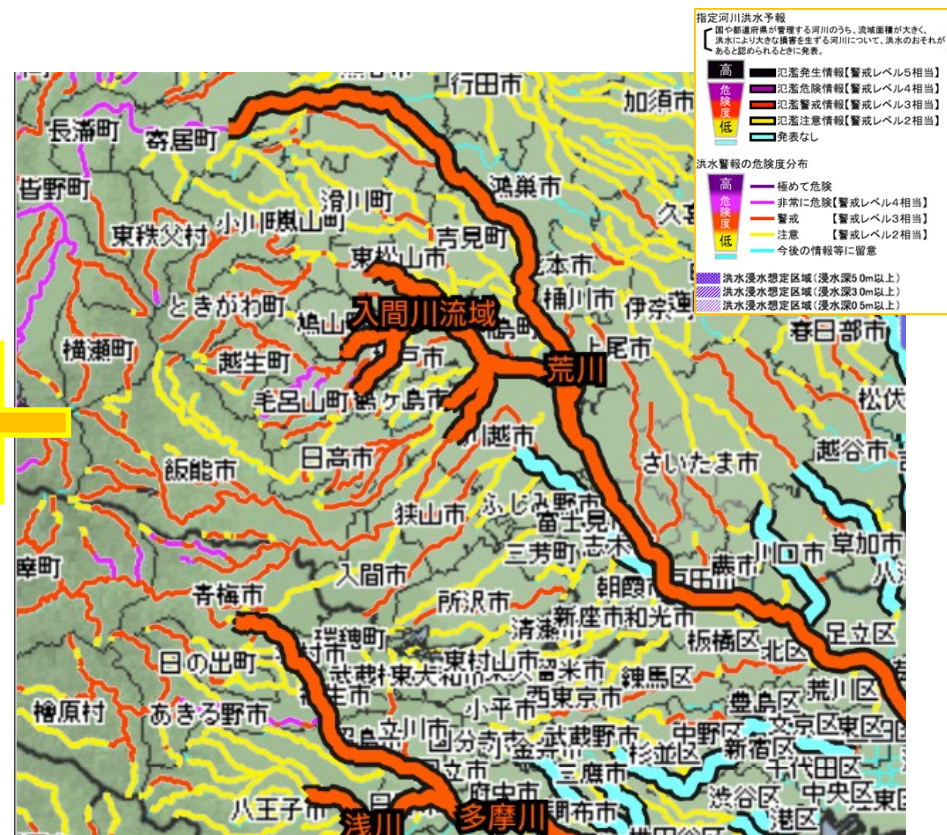 指定河川洪水予報
国や都道府県が管理する河川のうち、流域面積が大きく、
洪水により大きな損害を生ずる河川について、洪水のおそれが
あると認められるときに発表。
高
危険度
低
氾濫発生情報【警戒レベル5相当】
氾濫危険情報【警戒レベル4相当】
氾濫警戒情報【警戒レベル3相当】
氾濫注意情報【警戒レベル2相当】
発表なし
洪水警報の危険度分布
高
危険度
低
極めて危険
非常に危険【警戒レベル4相当】
警戒 【警戒レベル3相当】
注意 【警戒レベル2相当】
今後の情報等に留意
洪水浸水想定区域(浸水深50m以上)
洪水浸水想定区域(浸水深30m以上)
洪水浸水想定区域(浸水深05m以上)
行田市
加須市
長瀞町
寄居町
皆野町
鴻巣市
滑川町
小川町
嵐山町
東秩父村
吉見町
東松山市
ときがわ町
桶川市
入間川流域
春日部市
横瀬町
越生町
上尾市
荒川
毛呂山町
鶴ヶ島市
川越市
さいたま市
越谷市
飯能市
日高市
狭山市
ふじみ野市
富士見
三芳町
志木
川口市
草加市
蕨市
入間市
青梅市
所沢市
朝霞
新座市
和光市
清瀬市
板橋区
北区
足立区
瑞穂町
日の出町
東村山市
練馬区
西東京市
小平市
豊島区
荒川区
檜原村
あきる野市
立川市
武蔵野市
中野区
文京区
新宿区
杉並区
千代田区
三鷹市
府中市
渋谷区
中央区
八王子市
調布市
港区
浅川
多摩川